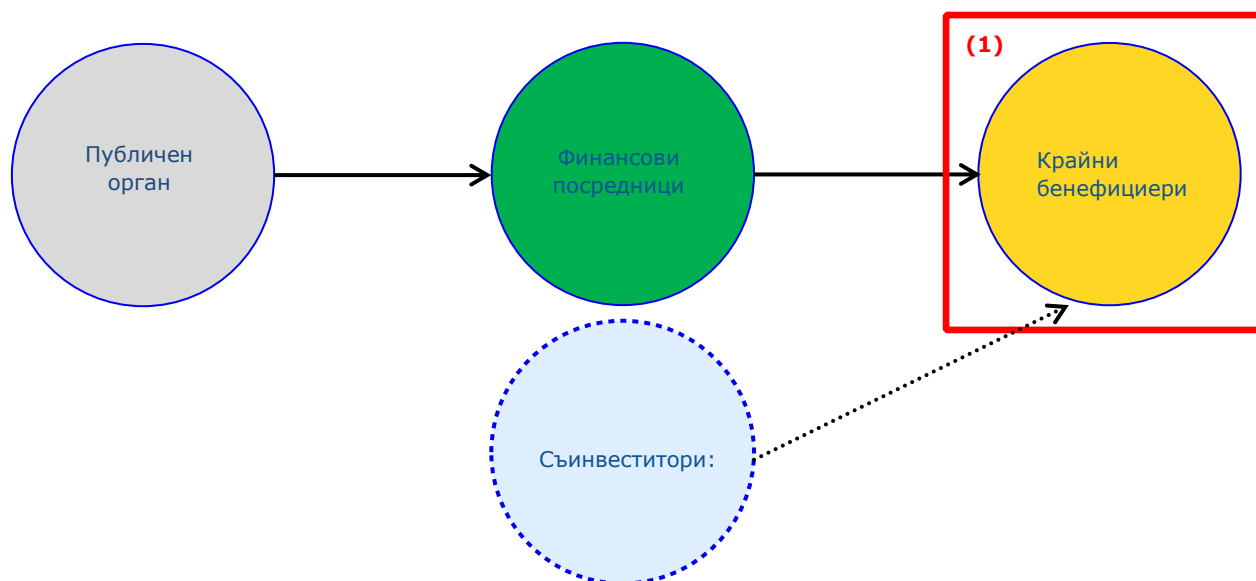 (1)
Публичен
орган
Финансови
посредници
Крайни
бенефициери
Съинвеститори: